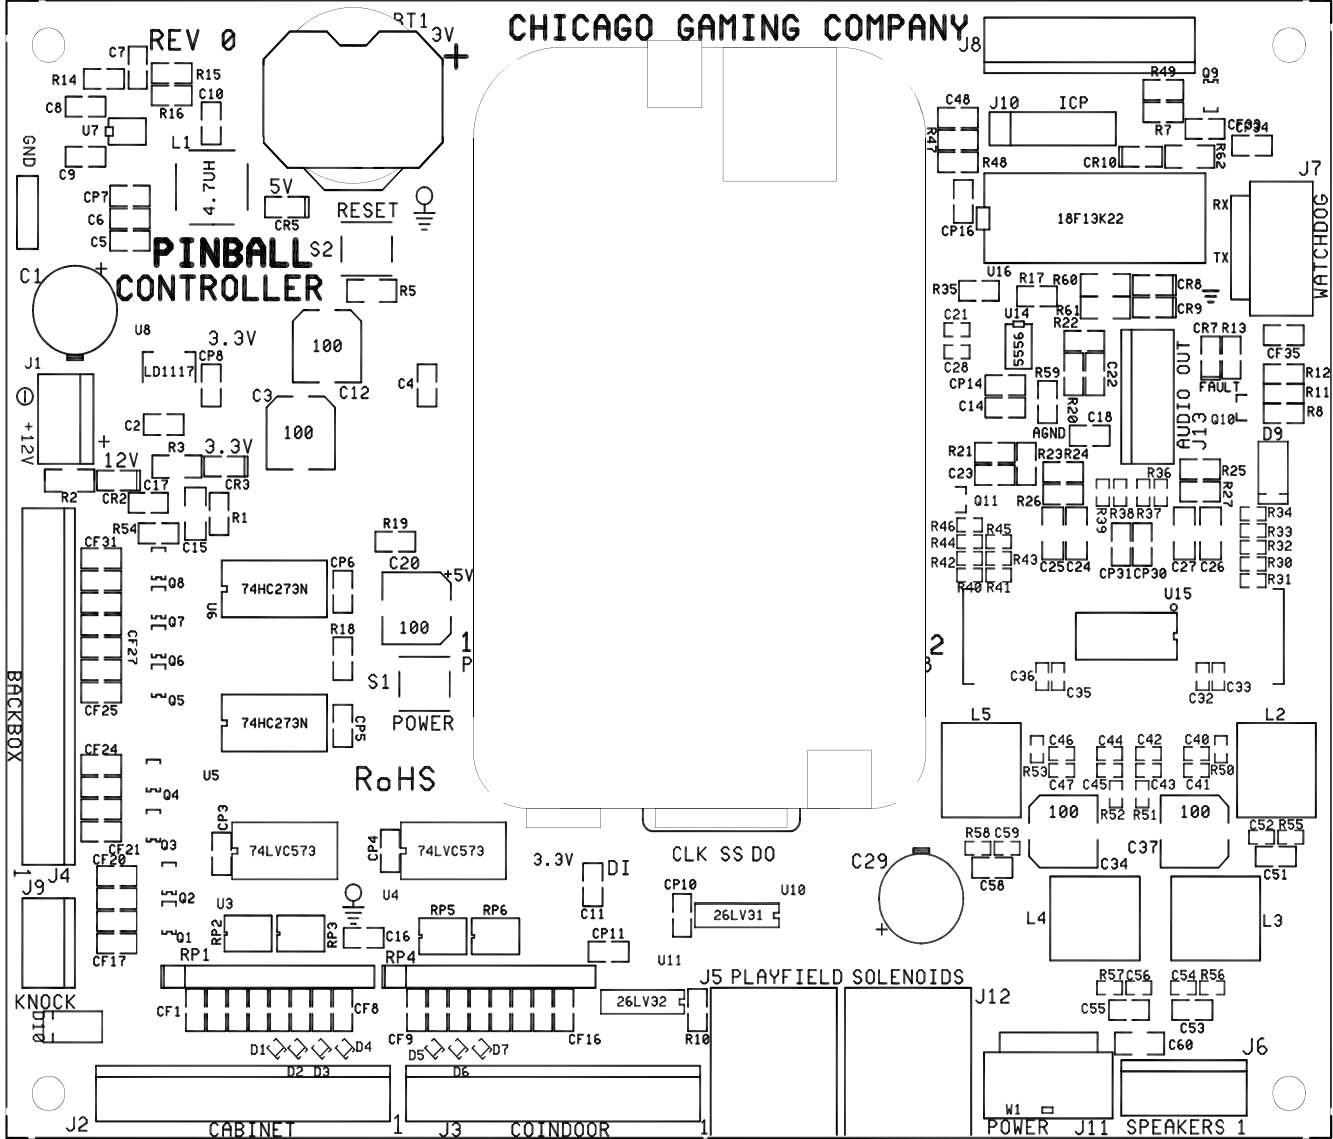 CHICAGO GAMING COMPANY
REV 0
BT1
3V
+
J8
C7
R14
R15
C8
R16
C10
U7
L1
C9
GND
4.7UH
5V
CR5
CP7
C6
C5
RESET
S2
R5
PINBALL
CONTROLLER
C1
+
U8
3.3V
LD1117
CP8
100
C12
C4
J1
+12V
C3
100
C2
+
12V
R3
3.3V
R2
CR2
C17
CR3
R1
R54
C15
R19
C20
+5V
100
CF31
Q8
Q7
CF27
Q6
Q5
CF25
U6
74HC273N
CP6
R18
1
P
S1
POWER
74HC273N
CP5
U5
BACKBOX
CF24
Q4
CF21
Q3
CF20
Q2
Q1
CF17
RoHS
CP3
74LVC573
CP4
74LVC573
U3
U4
1
J4
J9
KNOCK
D10
RP2
RP3
C16
RP5
RP6
RP1
RP4
CF1
CF8
CF9
CF16
D1
D2
D3
D4
D5
D6
D7
J2
CABINET
1
J3
COINDOOR
1
3.3V
DI
C11
CLK SS DO
CP10
26LV31
U10
CP11
U11
26LV32
R10
J5 PLAYFIELD SOLENOIDS
J12
C29
+
R49
Q9
C48
J10
ICP
R7
CF33
CF34
R47
R48
CR10
R62
J7
CP16
18F13K22
RX
TX
WATCHDOG
U16
R35
R17
R60
CR8
R61
CR9
C21
U14
5556
R22
C28
CR7
R13
CF35
CP14
R59
C22
FAULT
R12
R11
C14
R20
AGND
C18
AUDIO OUT
J13
Q10
R8
D9
R21
R23
R24
C23
R26
Q11
R36
R25
R27
R39
R38
R37
R46
R45
R44
R43
R42
R40
R41
C25
C24
CP31
CP30
C27
C26
R34
R33
R32
R30
R31
U15
2
C36
C35
C32
C33
L5
L2
C46
C44
C42
C40
R53
R50
C47
C45
C43
C41
R52
R51
100
100
R58
C59
C34
C37
C52
R55
C58
C51
L4
L3
R57
C56
C54
R56
C55
C53
C60
J6
W1
POWER
J11
SPEAKERS 1